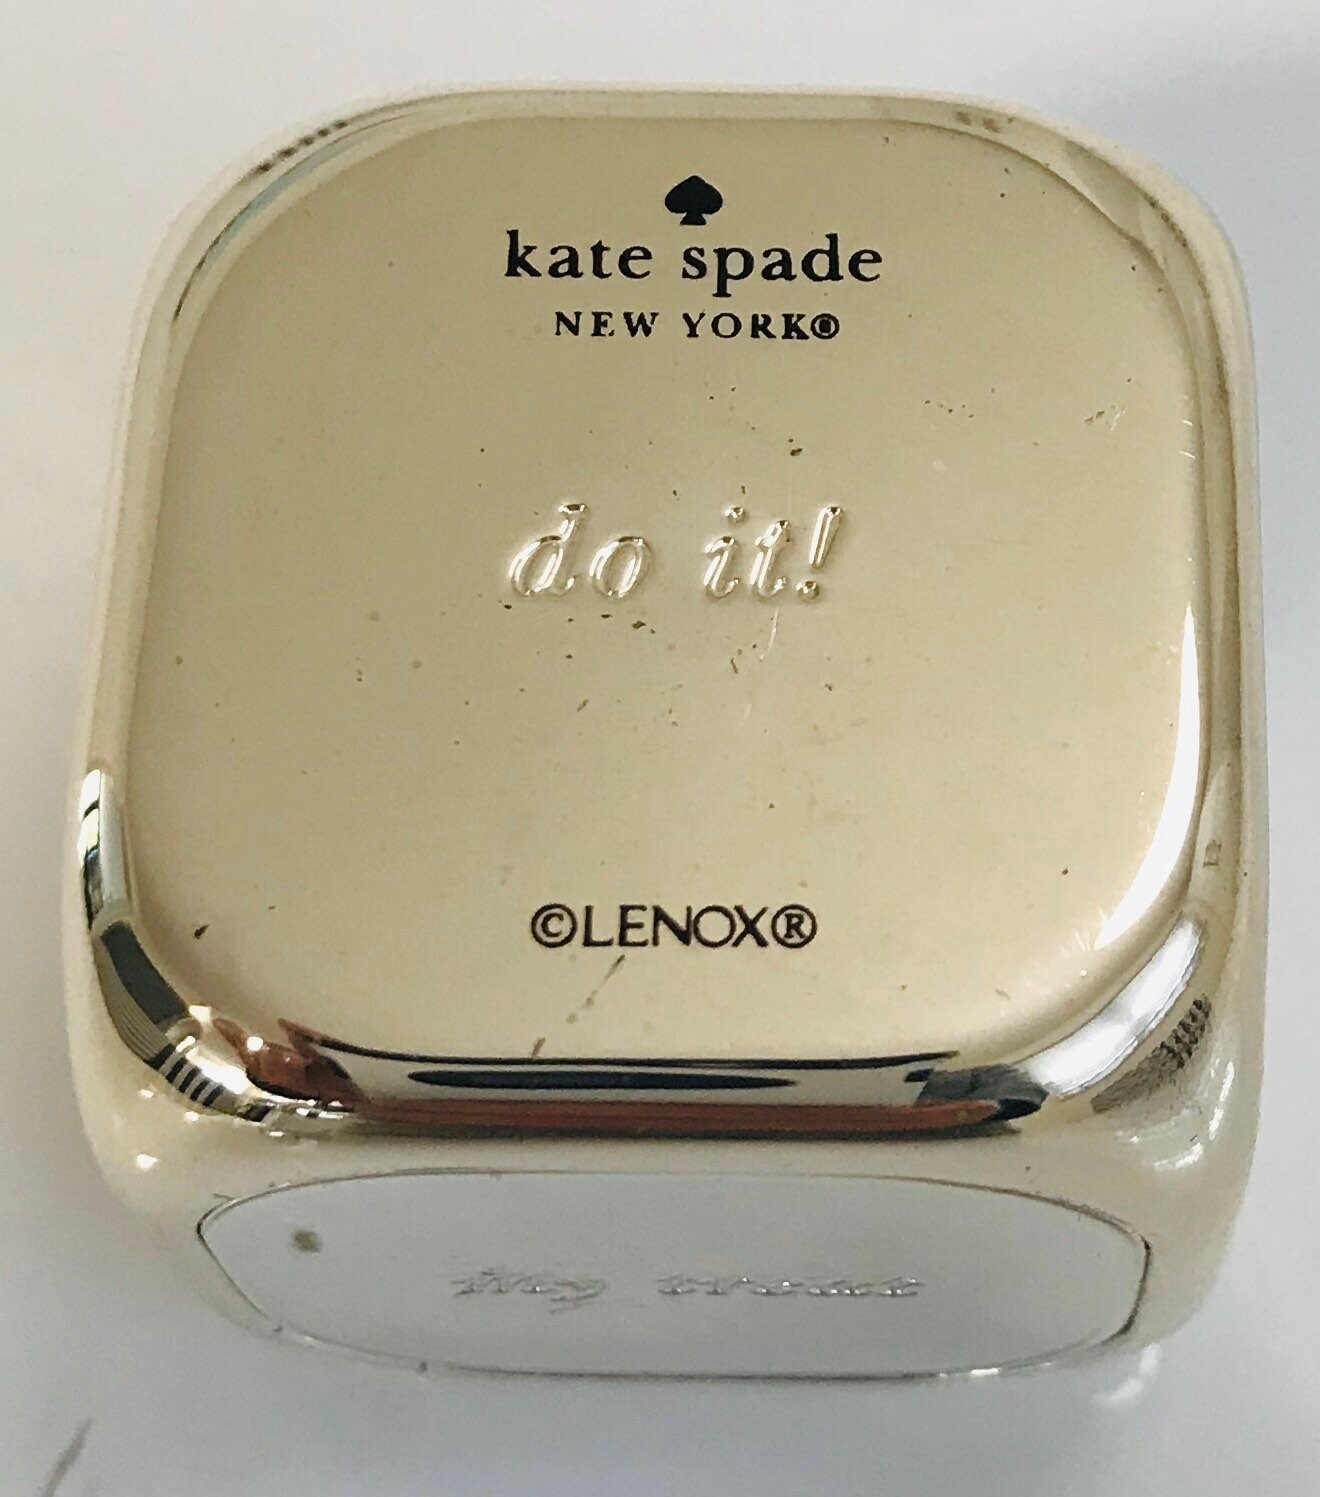 kate spade
NEW YORK®
do it!
©LENOX®